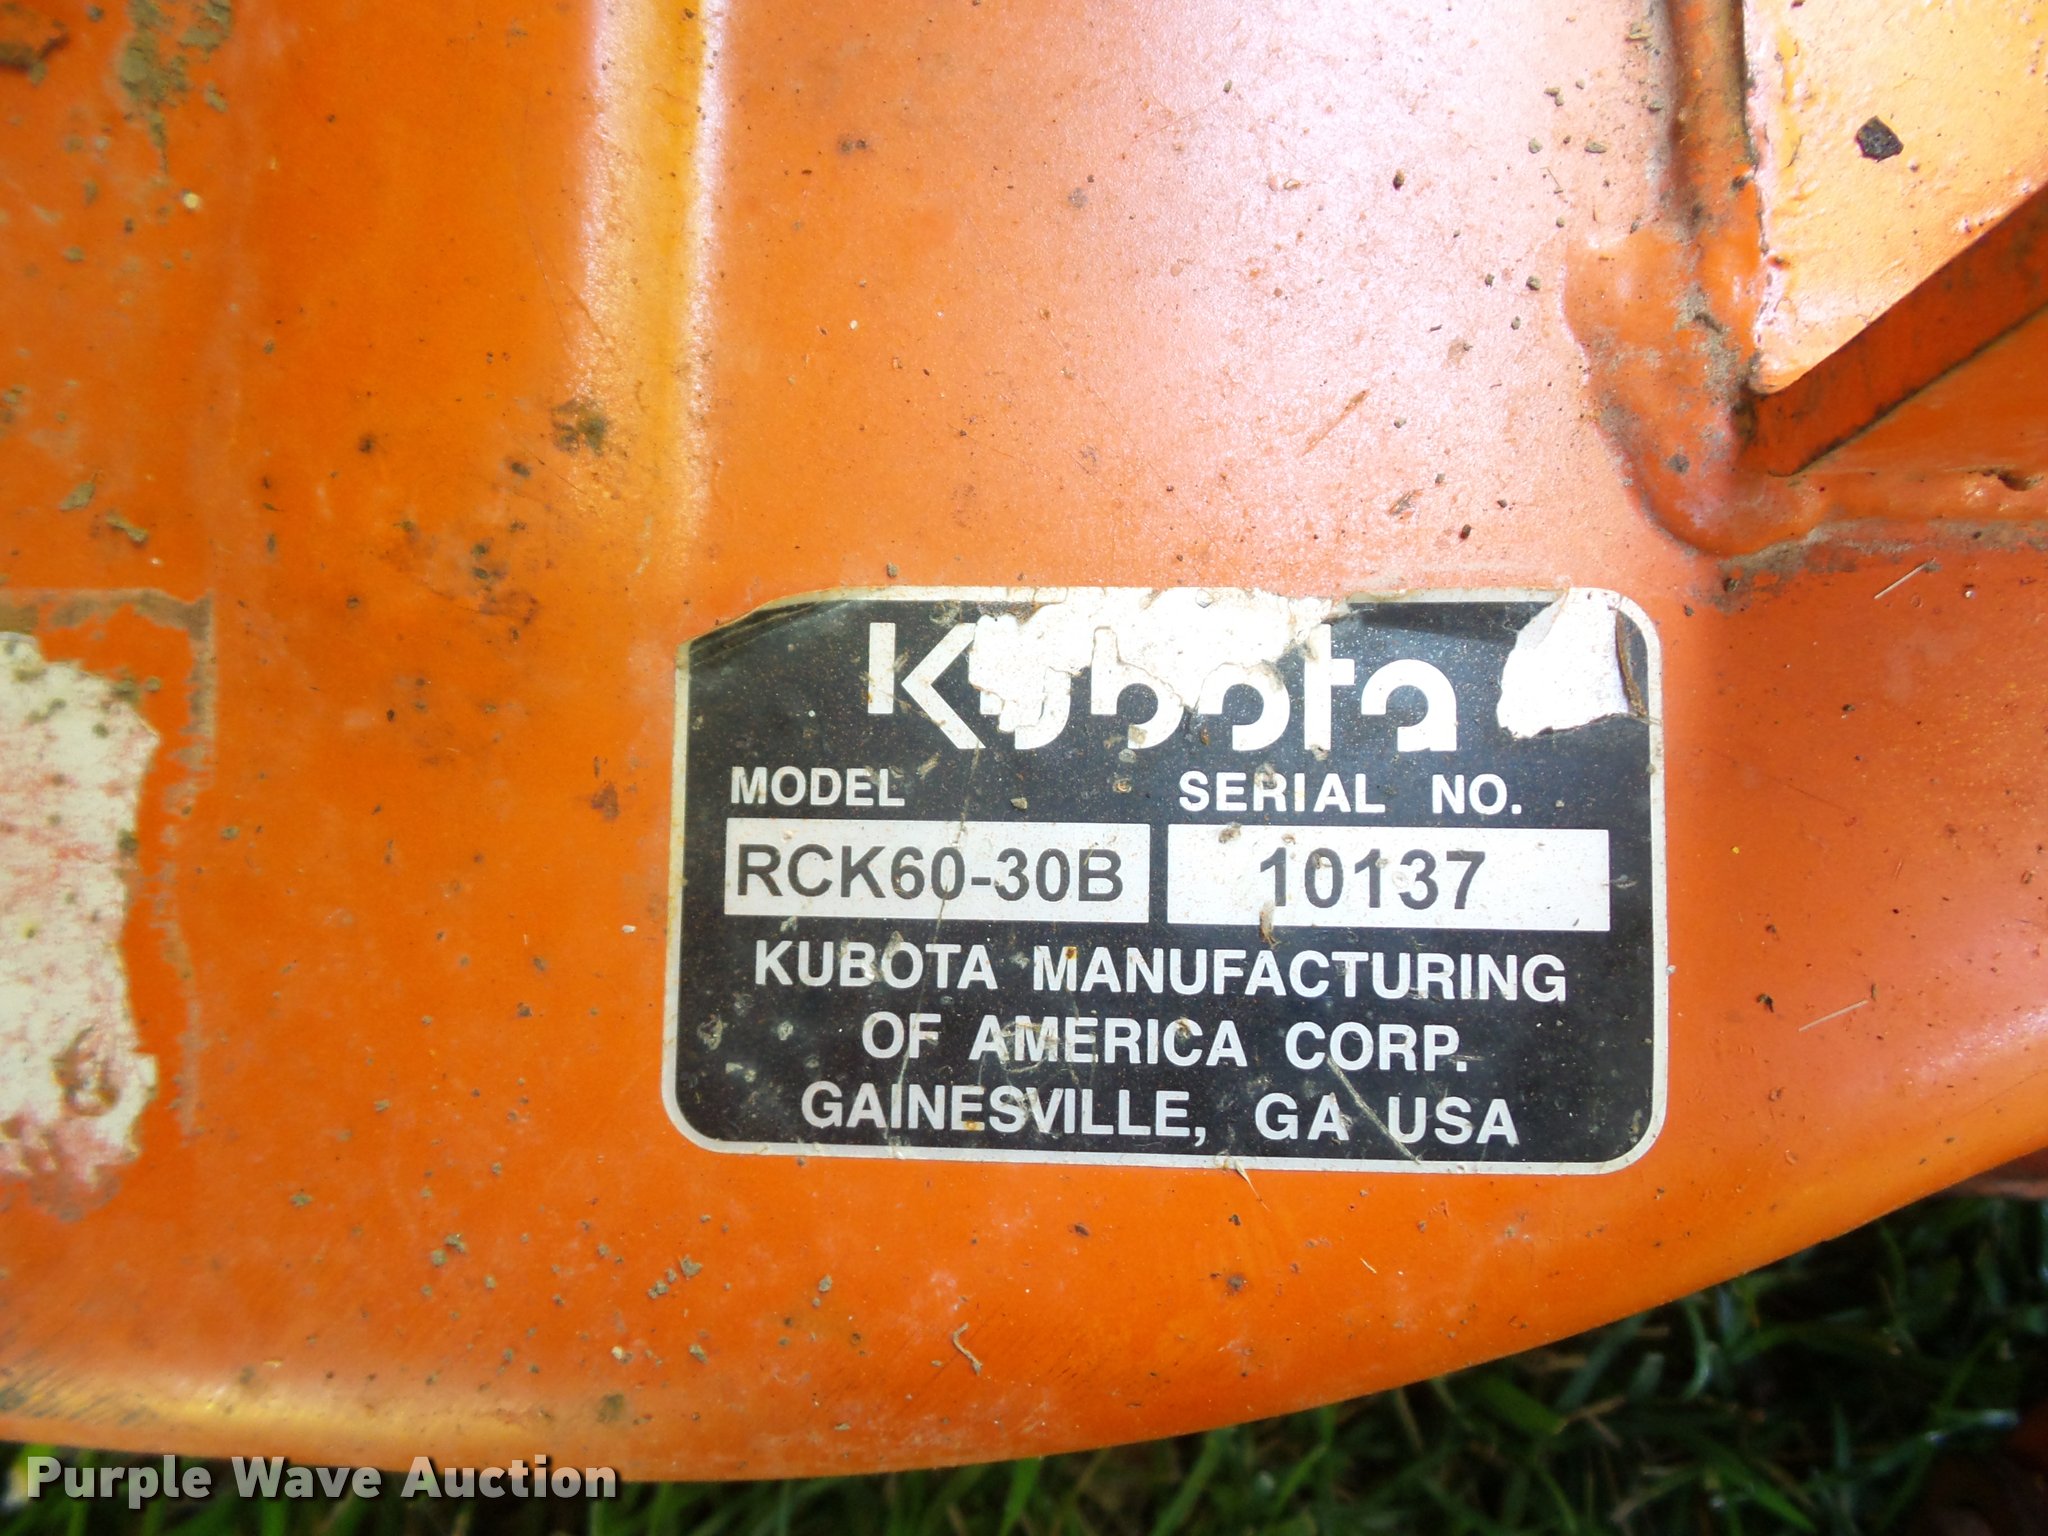 Kubota
MODEL SERIAL NO.
RCK60-30B 10137
KUBOTA MANUFACTURING
OF AMERICA CORP.
GAINESVILLE, GA USA
Purple Wave Auction